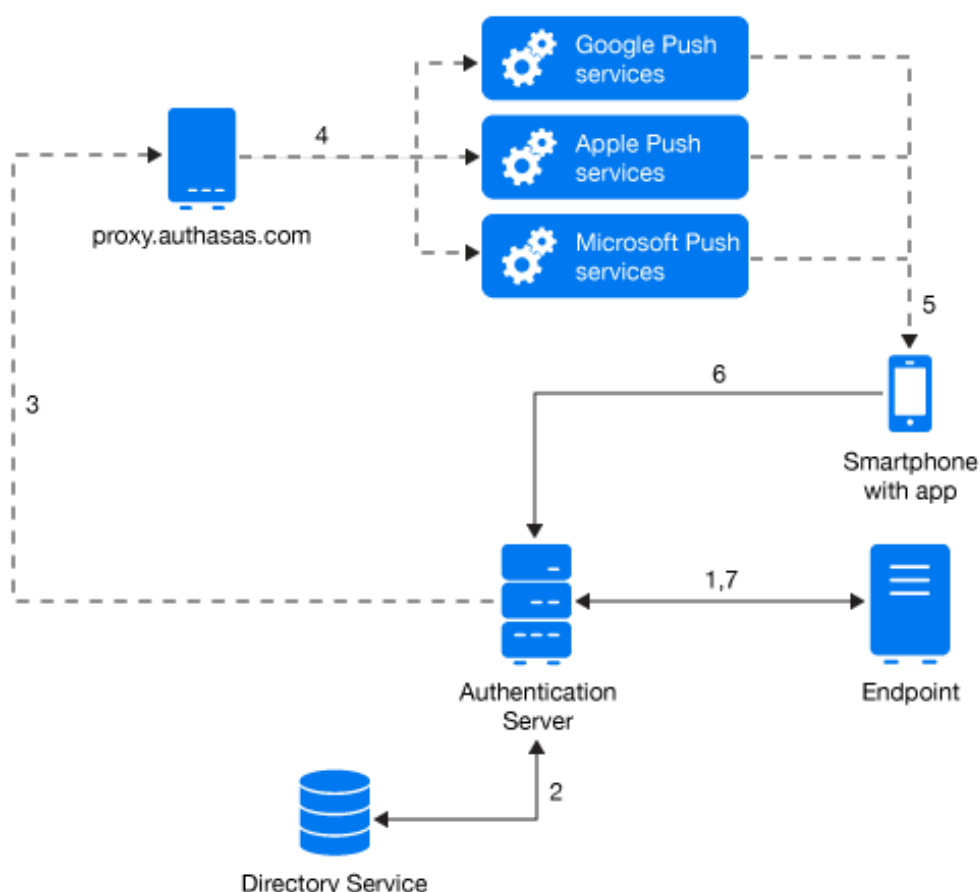 Google Push
services
4
Apple Push
services
proxy.authasas.com
Microsoft Push
services
5
6
3
Smartphone
with app
1,7
Authentication
Server
Endpoint
2
Directory Service